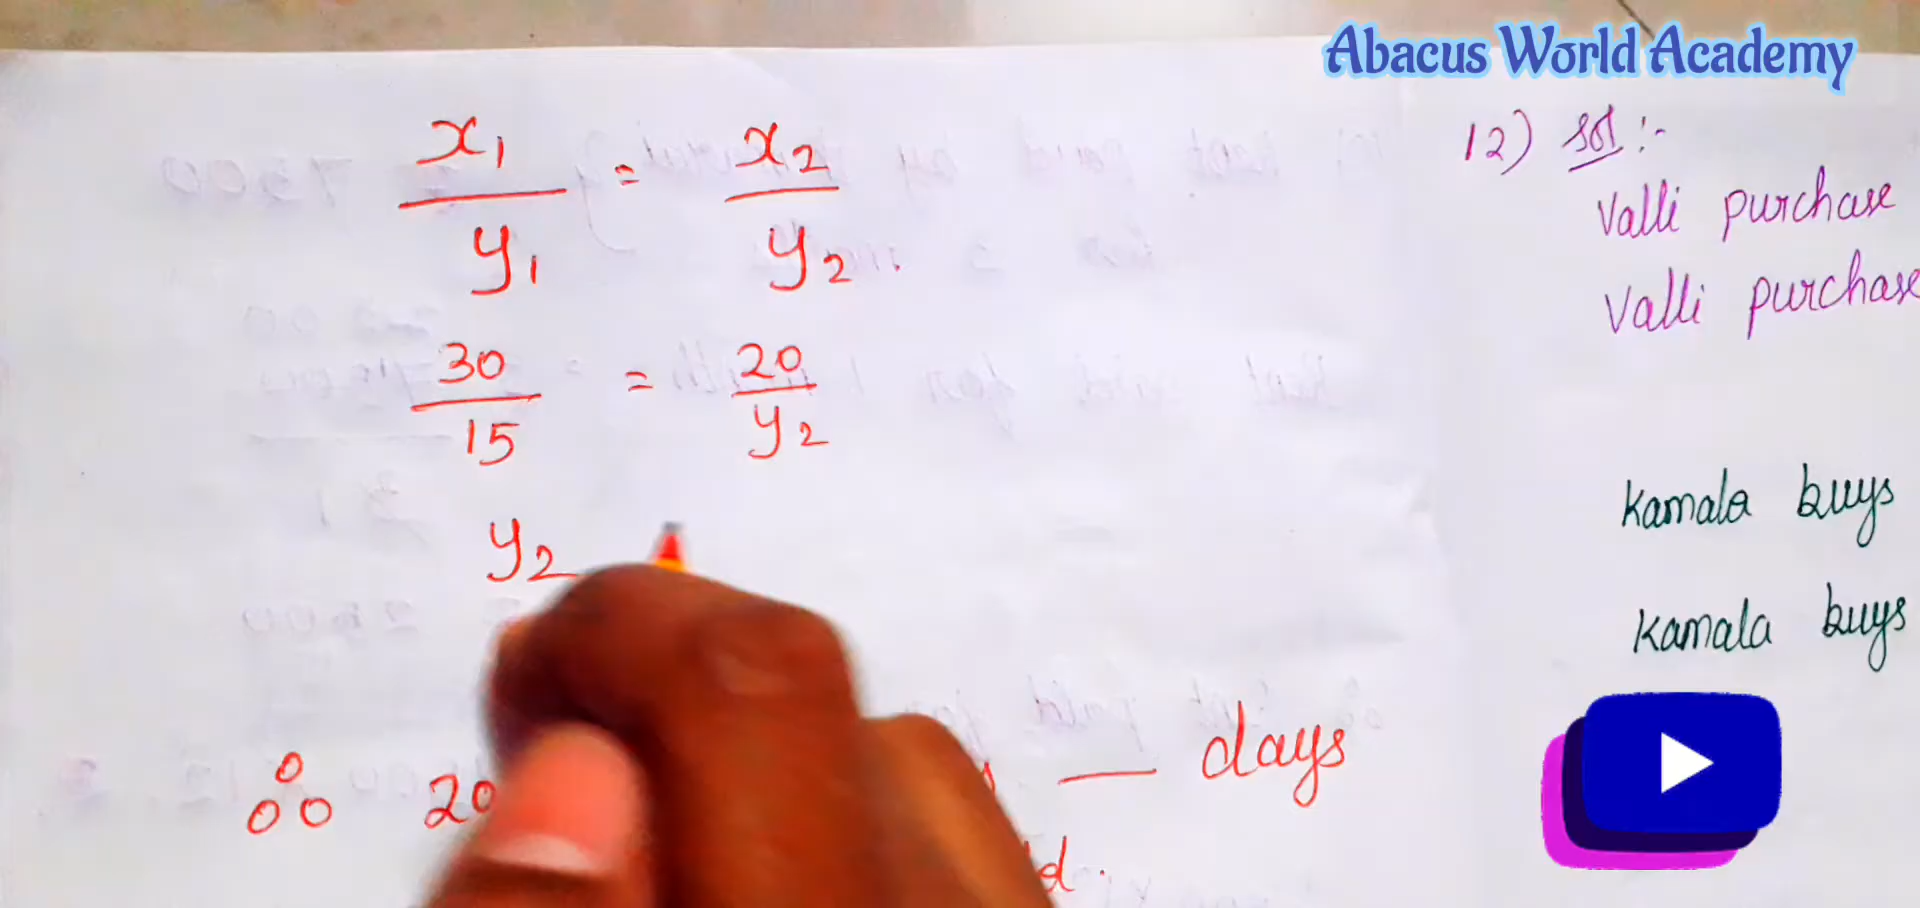 Abacus World Academy
x1 / y1 = x2 / y2.
30 / 15 = 20 / y2
y2
∴ 20 — days
d.
12) Sol :-
Valli purchase
Valli purchase
Kamala buys
Kamala buys